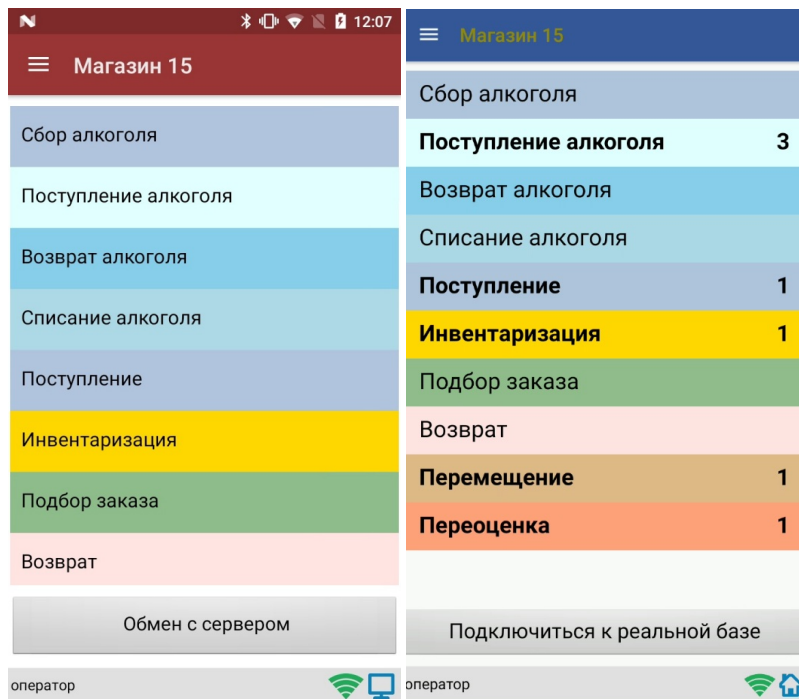 12:07
Магазин 15
Сбор алкоголя
Поступление алкоголя
Возврат алкоголя
Списание алкоголя
Поступление
Инвентаризация
Подбор заказа
Возврат
Обмен с сервером
оператор
Магазин 15
Сбор алкоголя
Поступление алкоголя 3
Возврат алкоголя
Списание алкоголя
Поступление 1
Инвентаризация 1
Подбор заказа
Возврат
Перемещение 1
Переоценка 1
Подключиться к реальной базе
оператор